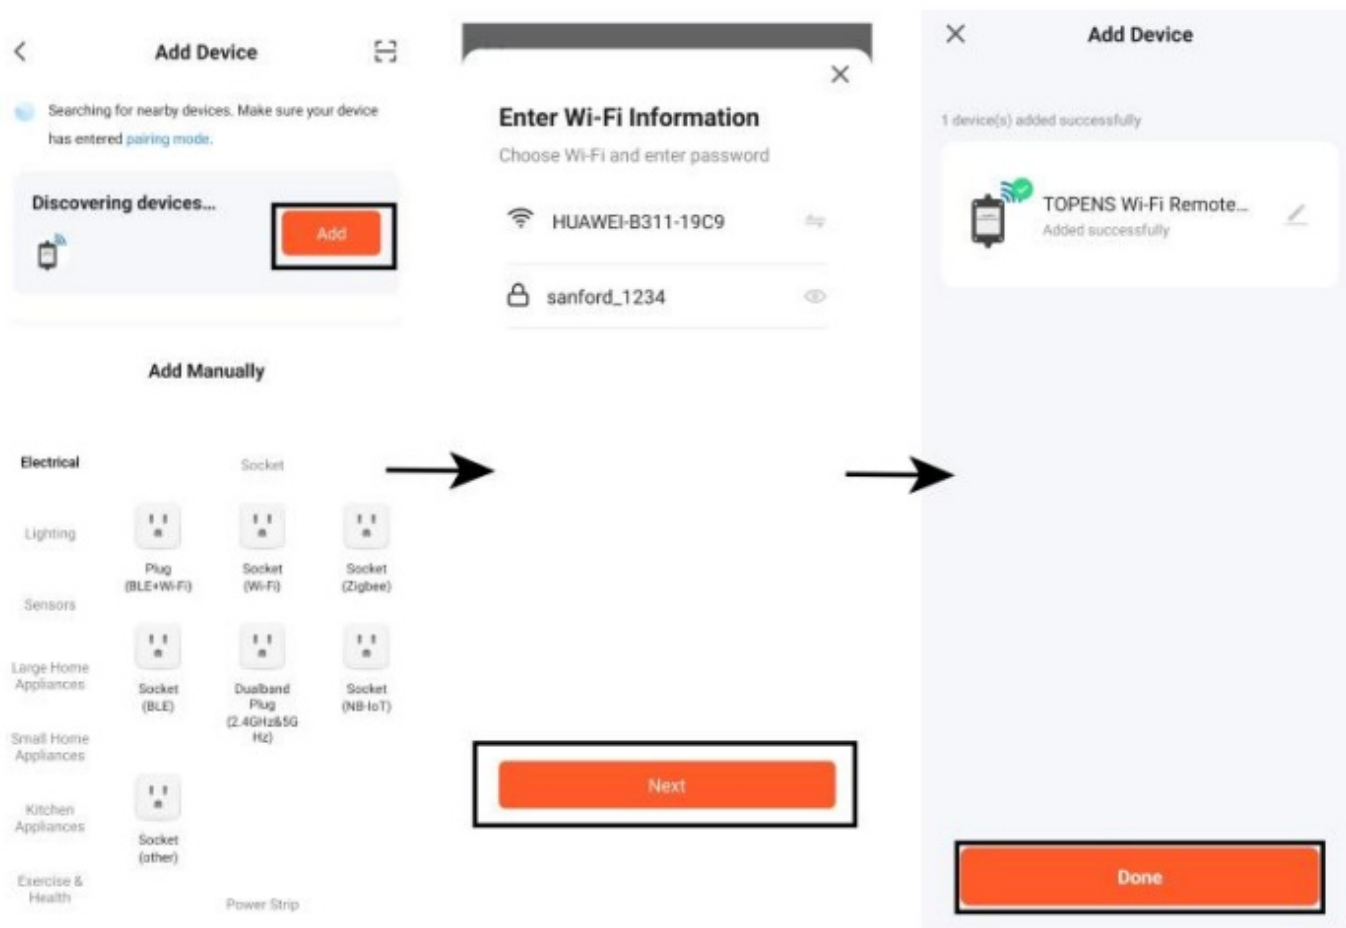 Add Device
Searching for nearby devices. Make sure your device
has entered pairing mode.
Discovering devices...
Add
Add Manually
Electrical
Lighting
Sensors
Large Home
Appliances
Small Home
Appliances
Kitchen
Appliances
Exercise &
Health
Socket
Plug
(BLE+Wi-Fi)
Socket
(Wi-Fi)
Socket
(Zigbee)
Socket
(BLE)
Dualband
Plug
(2.4GHz&5G
Hz)
Socket
(NB-IoT)
Socket
(other)
Power Strip
Enter Wi-Fi Information
Choose Wi-Fi and enter password
HUAWEI-B311-19C9
sanford_1234
Next
Add Device
1 device(s) added successfully
TOPENS Wi-Fi Remote...
Added successfully
Done